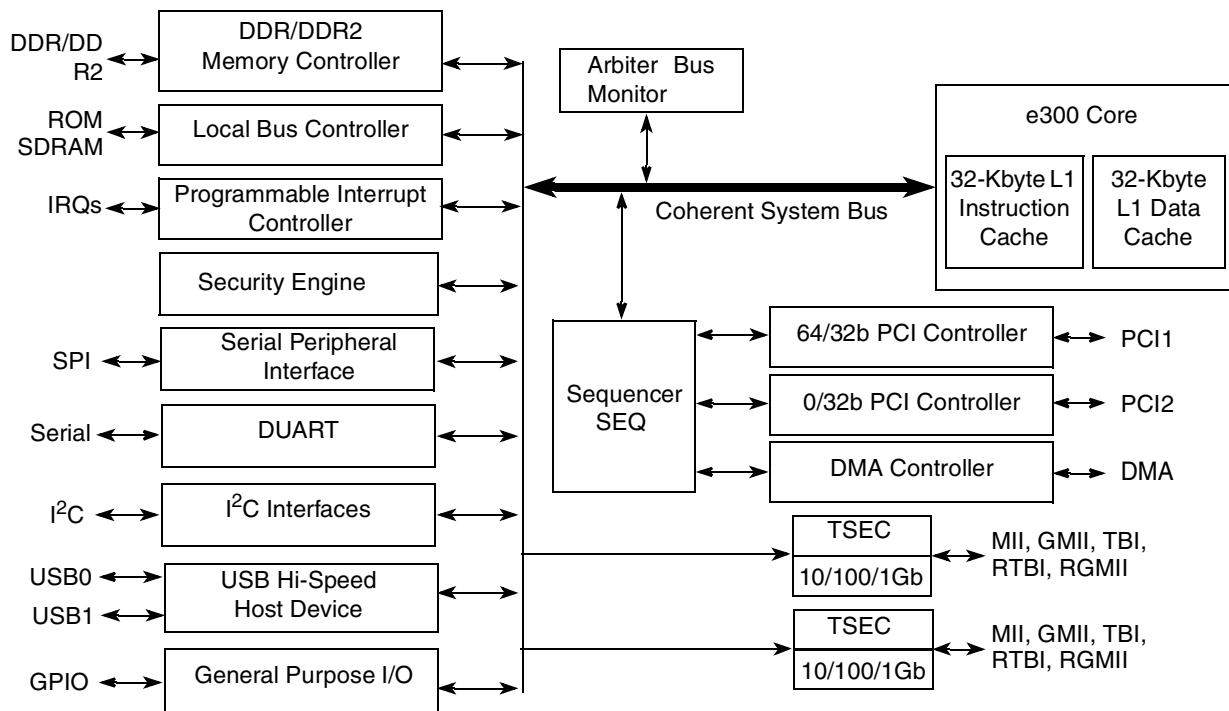 DDR/DD
R2
DDR/DDR2
Memory Controller
ROM
SDRAM
Local Bus Controller
IRQs
Programmable Interrupt
Controller
Security Engine
SPI
Serial Peripheral
Interface
Serial
DUART
I²C
I²C Interfaces
USB0
USB1
USB Hi-Speed
Host Device
GPIO
General Purpose I/O
Arbiter Bus
Monitor
Coherent System Bus
e300 Core
32-Kbyte L1
Instruction
Cache
32-Kbyte
L1 Data
Cache
Sequencer
SEQ
64/32b PCI Controller
PCI1
0/32b PCI Controller
PCI2
DMA Controller
DMA
TSEC
10/100/1Gb
MII, GMII, TBI,
RTBI, RGMII
TSEC
10/100/1Gb
MII, GMII, TBI,
RTBI, RGMII